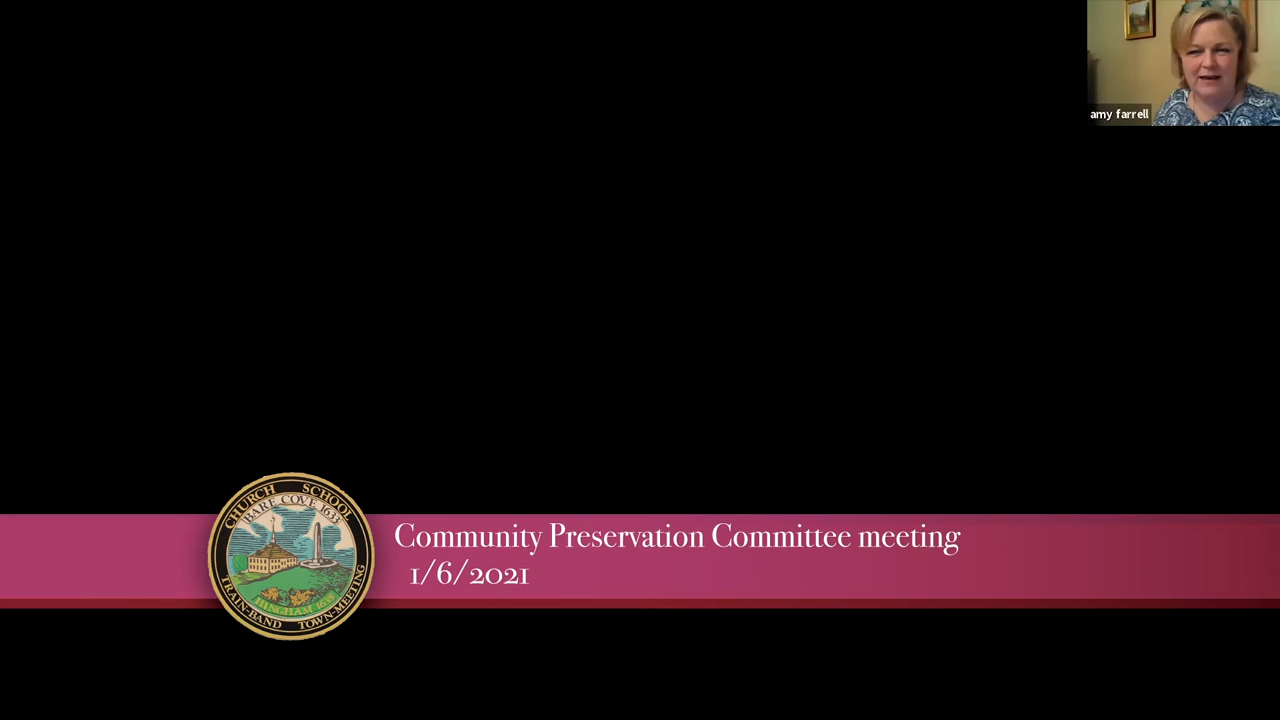 amy farrell
CHURCH SCHOOL
BARE COVE 1633
HINGHAM 1635
TRAIN-BAND TOWN-MEETING
Community Preservation Committee meeting
1/6/2021